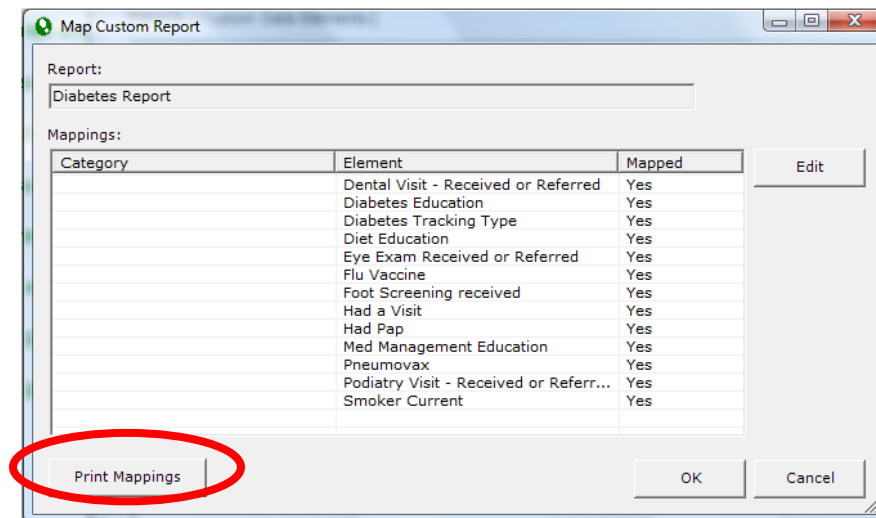 Map Custom Report
Report:
Diabetes Report
Mappings:
Category Element Mapped
Edit
Dental Visit - Received or Referred Yes
Diabetes Education Yes
Diabetes Tracking Type Yes
Diet Education Yes
Eye Exam Received or Referred Yes
Flu Vaccine Yes
Foot Screening received Yes
Had a Visit Yes
Had Pap Yes
Med Management Education Yes
Pneumovax Yes
Podiatry Visit - Received or Referr... Yes
Smoker Current Yes
Print Mappings OK Cancel